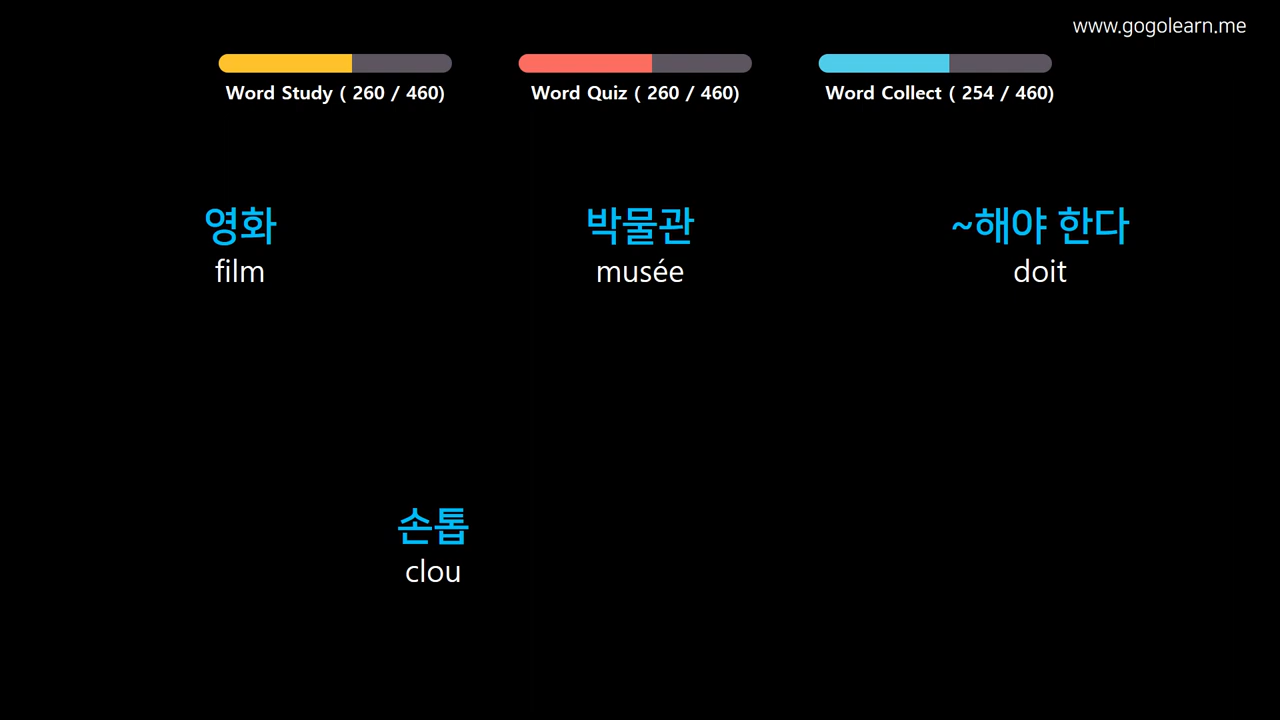 www.gogolearn.me
Word Study ( 260 / 460)
Word Quiz ( 260 / 460)
Word Collect ( 254 / 460)
영화
박물관
~해야 한다
film
musée
doit
손톱
clou